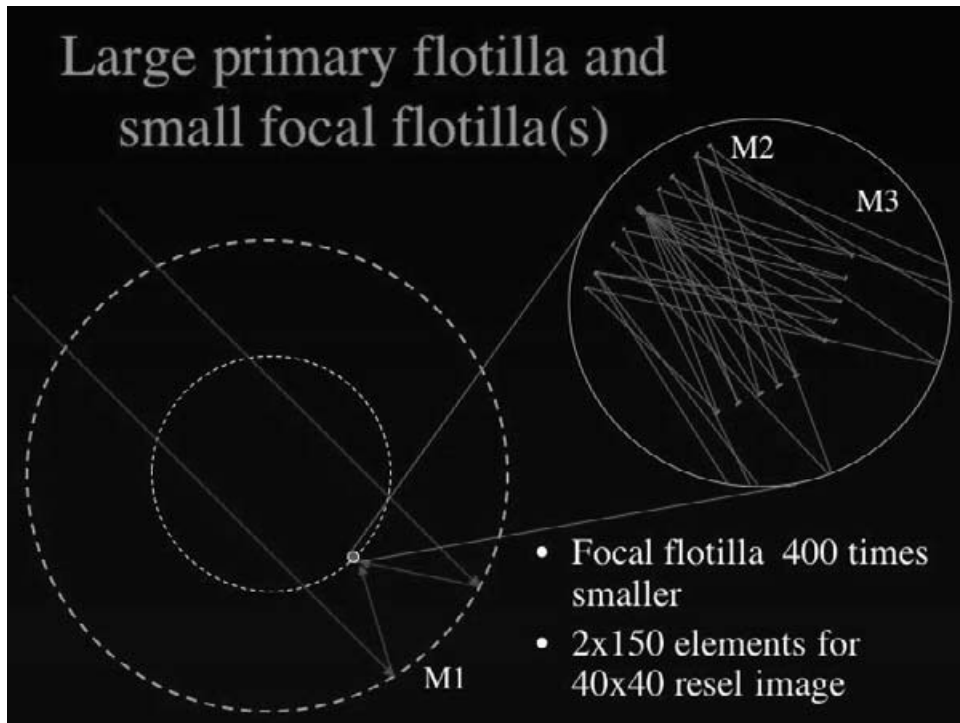 Large primary flotilla and
small focal flotilla(s)
M2
M3
M1
• Focal flotilla 400 times
smaller
• 2x150 elements for
40x40 resel image